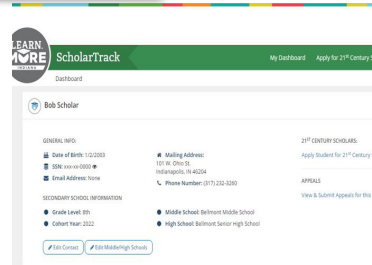 LEARN
MORE
INDIANA
ScholarTrack
My Dashboard
Apply for 21st Century
Dashboard
Bob Scholar
GENERAL INFO:
Date of Birth: 1/2/2003
SSN: xxx-xx-0000
Email Address: None
Mailing Address:
101 W. Ohio St.
Indianapolis, IN 46204
Phone Number: (317) 232-3260
SECONDARY SCHOOL INFORMATION
Grade Level: 8th
Cohort Year: 2022
Middle School: Bellmont Middle School
High School: Bellmont Senior High School
Edit Contact
Edit Middle/High Schools
21ST CENTURY SCHOLARS:
Apply Student for 21st Century
APPEALS
View & Submit Appeals for this